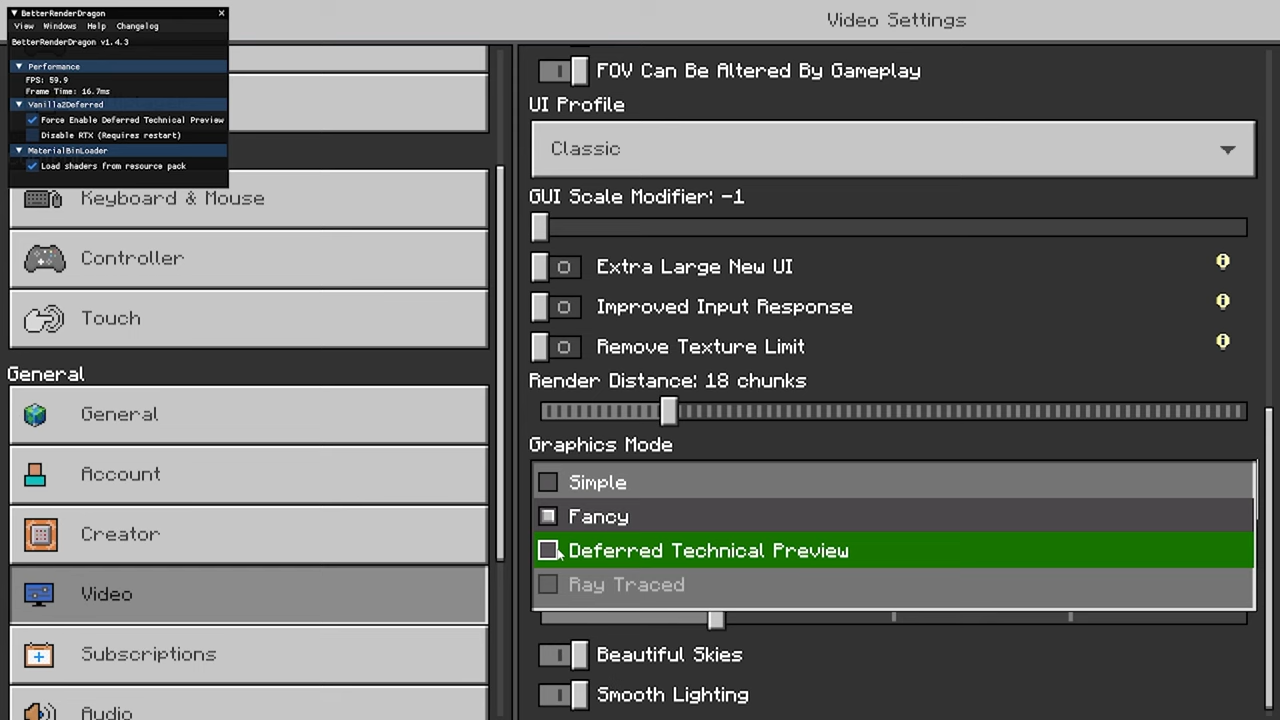 BetterRenderDragon
View Windows Help Changelog
BetterRenderDragon v1.4.3
Performance
FPS: 59.9
Frame Time: 16.7ms
Vanilla2Deferred
Force Enable Deferred Technical Preview
Disable RTX (Requires restart)
MaterialBinLoader
Load shaders from resource pack
Keyboard & Mouse
Controller
Touch
General
General
Account
Creator
Video
Subscriptions
Audio
Video Settings
FOV Can Be Altered By Gameplay
UI Profile
Classic
GUI Scale Modifier: -1
Extra Large New UI
Improved Input Response
Remove Texture Limit
Render Distance: 18 chunks
Graphics Mode
Simple
Fancy
Deferred Technical Preview
Ray Traced
Beautiful Skies
Smooth Lighting